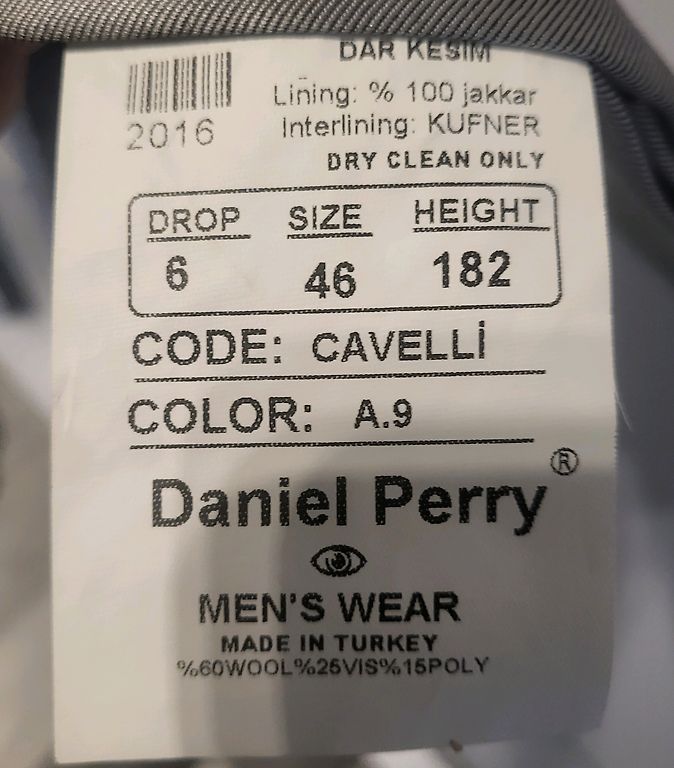 DAR KESIM
Lining: % 100 jakkar
2016
Interlining: KUFNER
DRY CLEAN ONLY
DROP SIZE HEIGHT
6 46 182
CODE: CAVELLİ
COLOR: A.9
Daniel Perry®
MEN'S WEAR
MADE IN TURKEY
%60WOOL%25VIS%15POLY